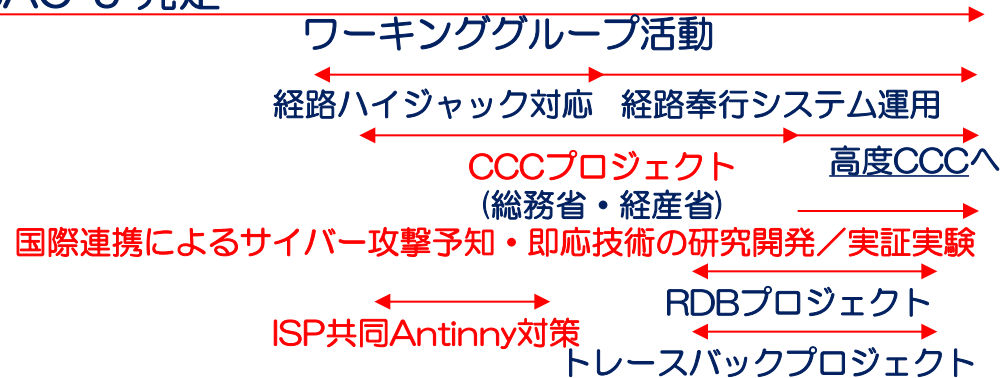 ワーキンググループ活動
経路ハイジャック対応 経路奉行システム運用
CCCプロジェクト 高度CCCへ
(総務省・経産省)
国際連携によるサイバー攻撃予知・即応技術の研究開発／実証実験
RDBプロジェクト
ISP共同Antinny対策
トレースバックプロジェクト